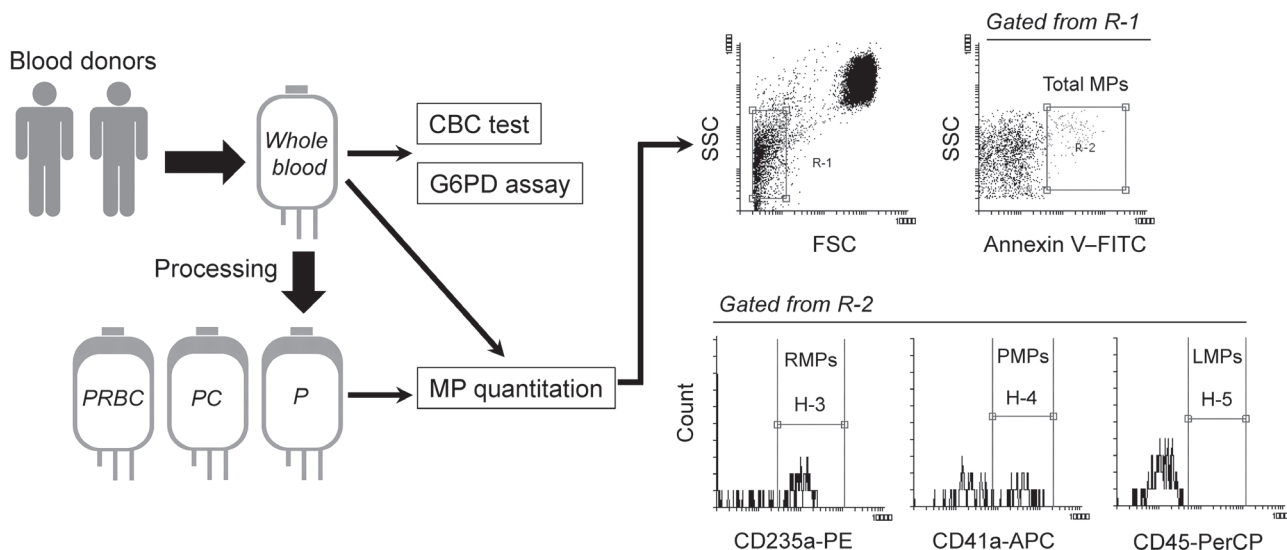 Blood donors
Whole
blood
CBC test
G6PD assay
Processing
PRBC
PC
P
MP quantitation
SSC
R-1
FSC
Gated from R-1
Total MPs
SSC
R-2
Annexin V–FITC
Gated from R-2
Count
RMPs
H-3
CD235a-PE
PMPs
H-4
CD41a-APC
LMPs
H-5
CD45-PerCP